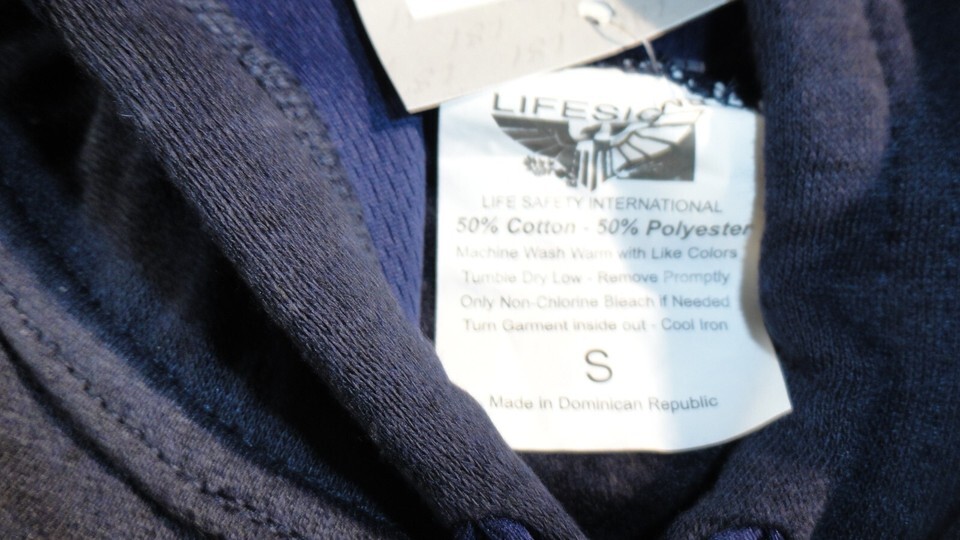 LIFESIG
LIFE SAFETY INTERNATIONAL
50% Cotton - 50% Polyester
Machine Wash Warm with Like Colors
Tumble Dry Low - Remove Promptly
Only Non-Chlorine Bleach if Needed
Turn Garment inside out - Cool Iron
S
Made in Dominican Republic